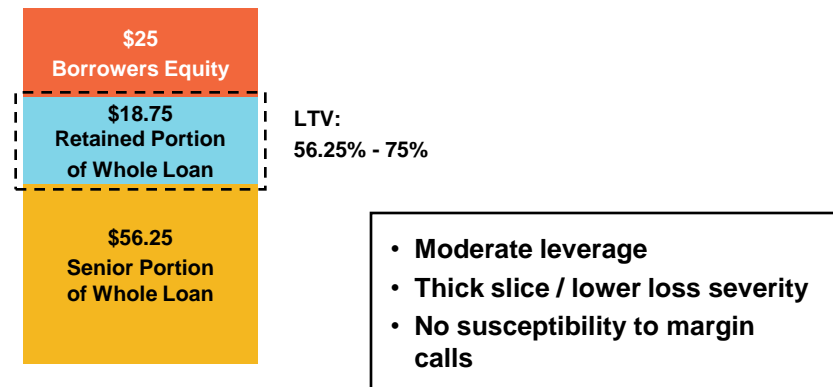 $25
Borrowers Equity
$18.75
Retained Portion
of Whole Loan
LTV:
56.25% - 75%
$56.25
Senior Portion
of Whole Loan
• Moderate leverage
• Thick slice / lower loss severity
• No susceptibility to margin
calls